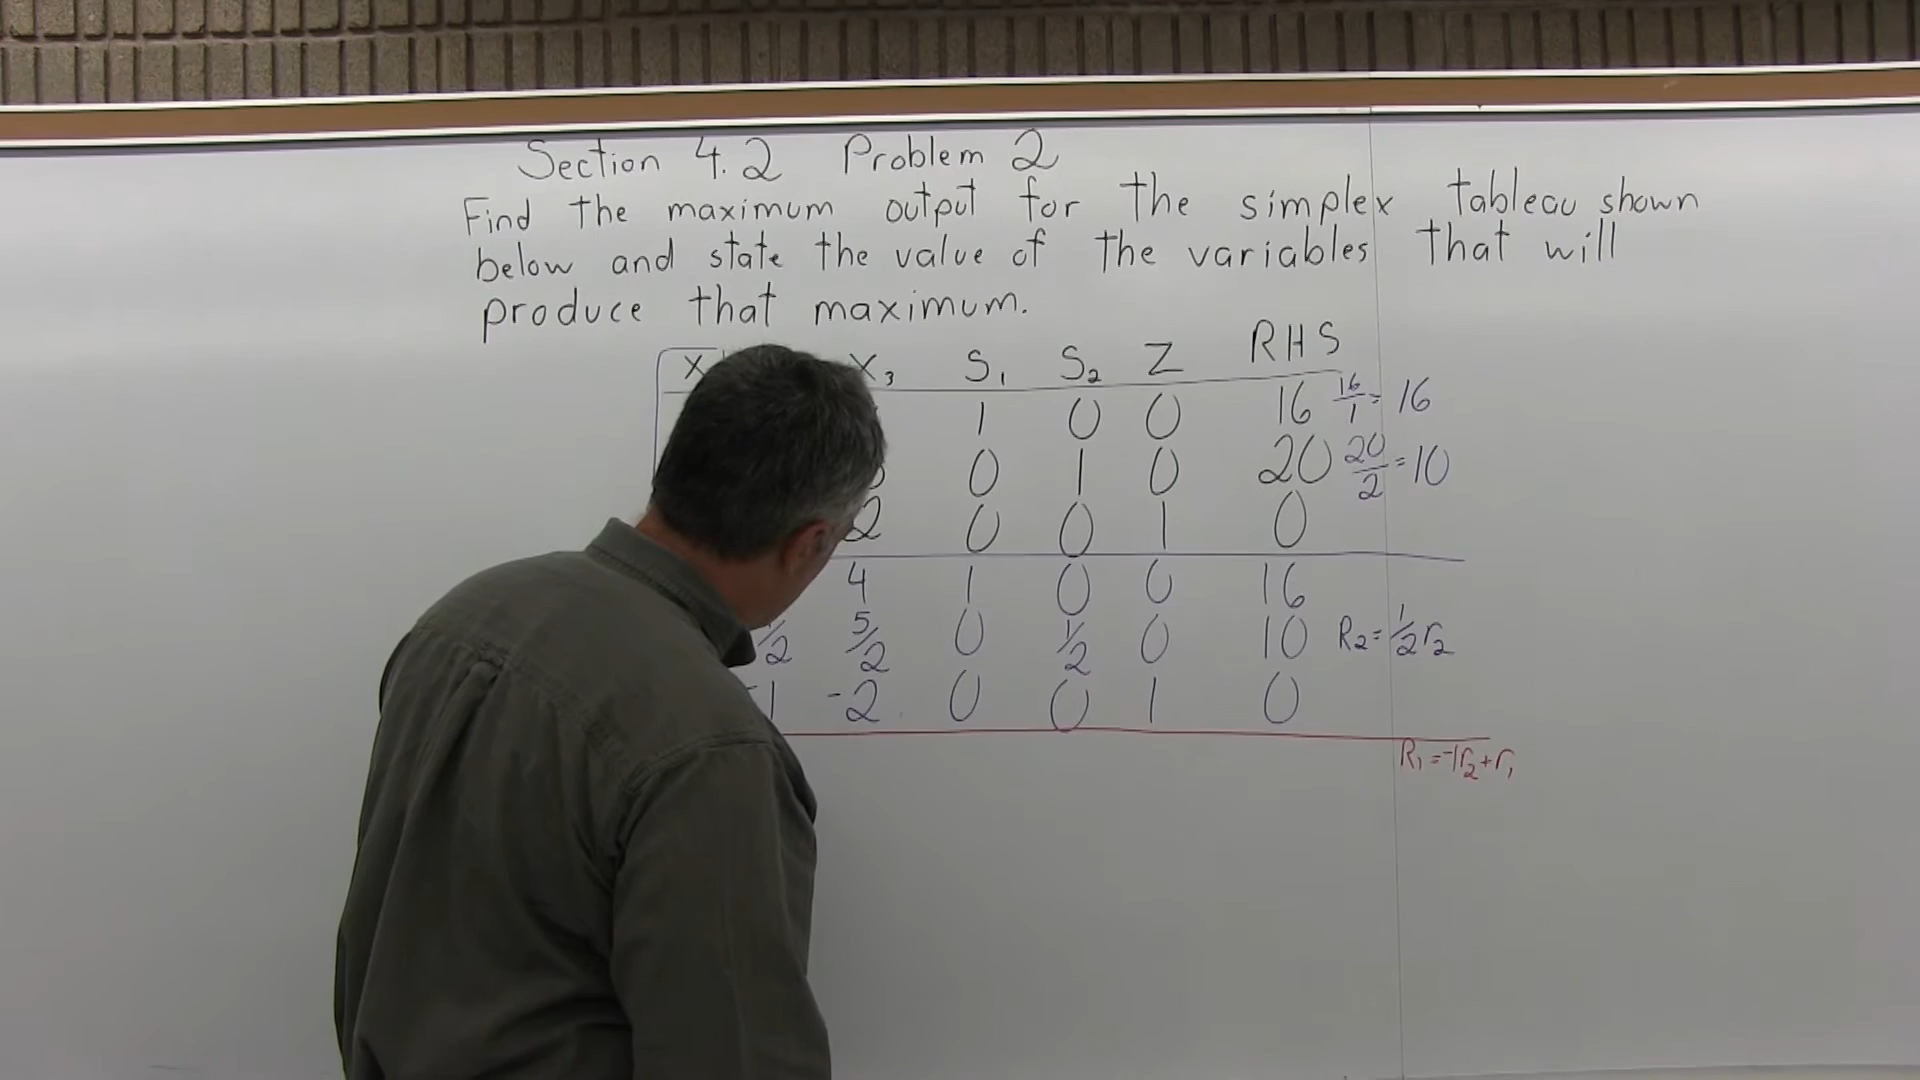 Section 4.2 Problem 2
Find the maximum output for the simplex tableau shown
below and state the value of the variables that will
produce that maximum.
X X₃ S₁ S₂ Z RHS
1 0 0 16 16/1 = 16
0 1 0 20 20/2 = 10
2 0 0 1 0
4 1 0 0 16
1/2 5/2 0 1/2 0 10 R₂ = 1/2 r₂
-1 -2 0 0 1 0
R₁ = -1r₂ + r₁